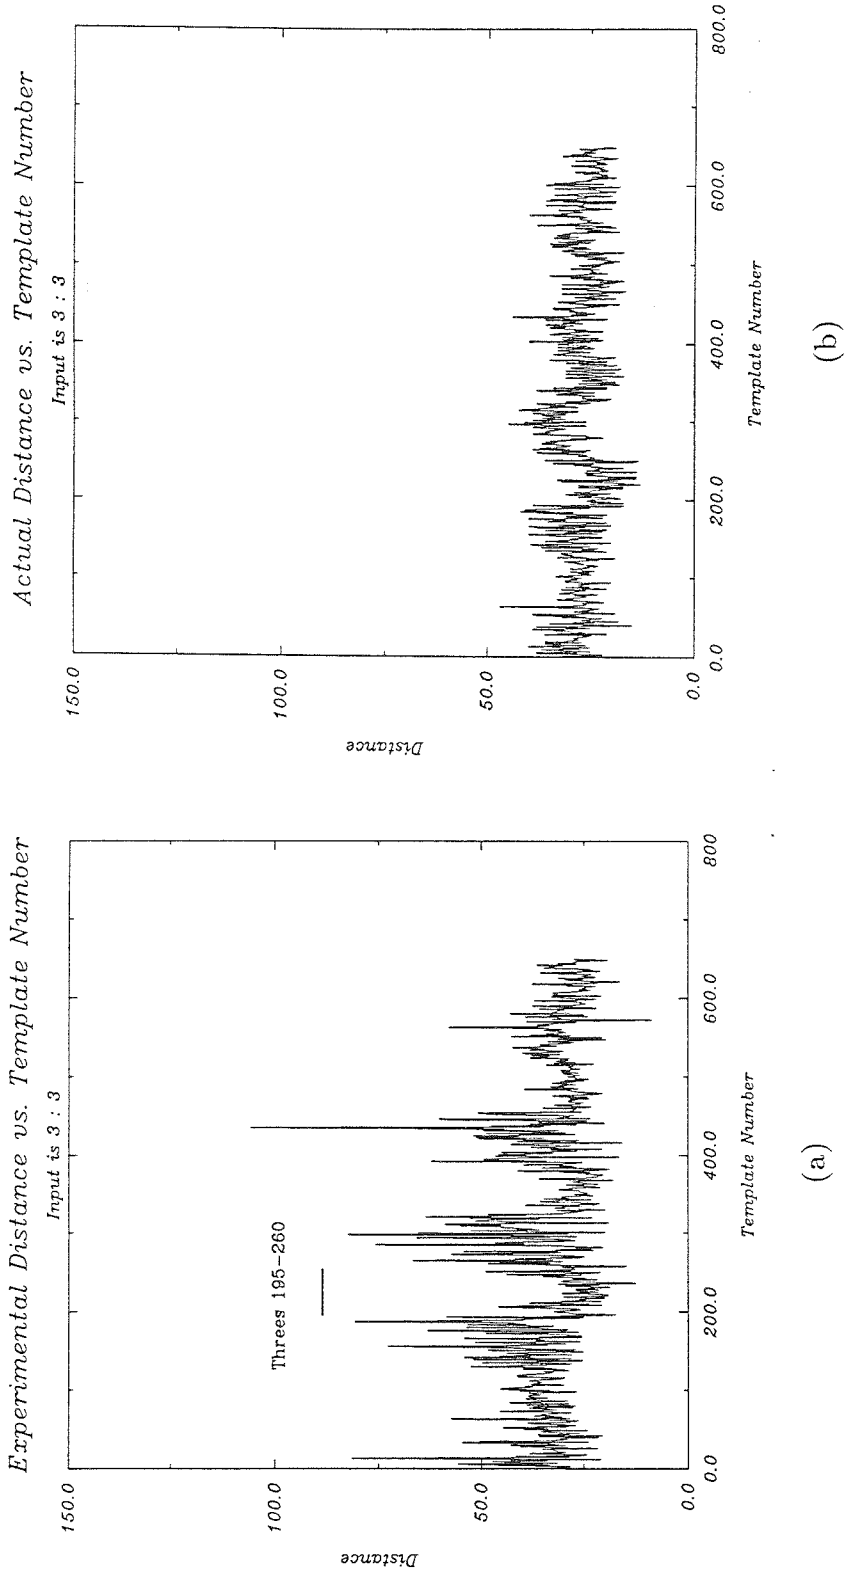 Experimental Distance vs. Template Number
Input is 3 : 3
150.0
100.0
50.0
0.0
Distance
Threes 195-260
0.0
200.0
400.0
600.0
800
Template Number
(a)
Actual Distance vs. Template Number
Input is 3 : 3
150.0
100.0
50.0
0.0
Distance
0.0
200.0
400.0
600.0
800.0
Template Number
(b)